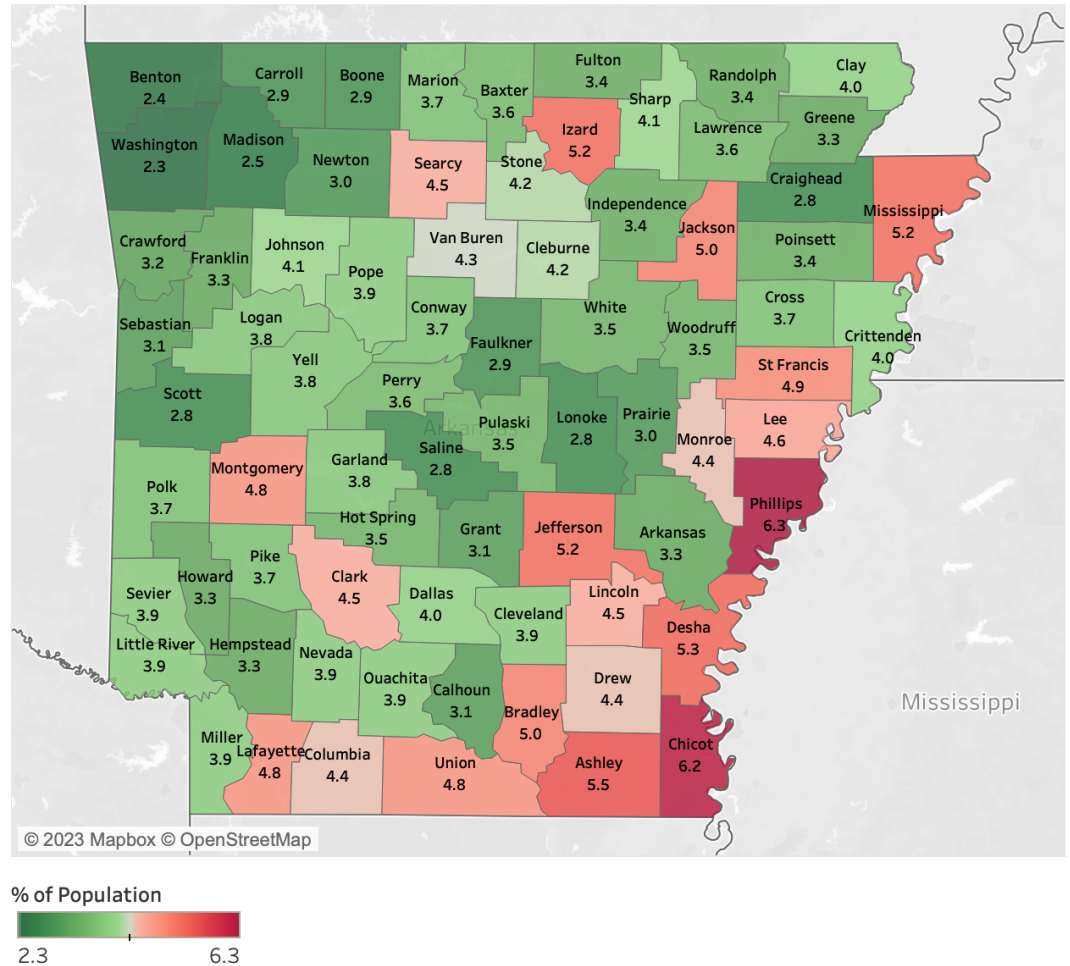 Benton
2.4
Carroll
2.9
Boone
2.9
Marion
3.7
Baxter
3.6
Fulton
3.4
Sharp
4.1
Randolph
3.4
Clay
4.0
Greene
3.3
Lawrence
3.6
Izard
5.2
Washington
2.3
Madison
2.5
Newton
3.0
Searcy
4.5
Stone
4.2
Independence
3.4
Jackson
5.0
Craighead
2.8
Mississippi
5.2
Poinsett
3.4
Crawford
3.2
Franklin
3.3
Johnson
4.1
Pope
3.9
Van Buren
4.3
Cleburne
4.2
Sebastian
3.1
Logan
3.8
Conway
3.7
Faulkner
2.9
White
3.5
Woodruff
3.5
Cross
3.7
Crittenden
4.0
Yell
3.8
Perry
3.6
St Francis
4.9
Scott
2.8
Arkansas
Saline
2.8
Pulaski
3.5
Lonoke
2.8
Prairie
3.0
Monroe
4.4
Lee
4.6
Polk
3.7
Montgomery
4.8
Garland
3.8
Hot Spring
3.5
Grant
3.1
Jefferson
5.2
Arkansas
3.3
Phillips
6.3
Sevier
3.9
Howard
3.3
Pike
3.7
Clark
4.5
Dallas
4.0
Cleveland
3.9
Lincoln
4.5
Desha
5.3
Little River
3.9
Hempstead
3.3
Nevada
3.9
Ouachita
3.9
Calhoun
3.1
Bradley
5.0
Drew
4.4
Mississippi
Miller
3.9
Lafayette
4.8
Columbia
4.4
Union
4.8
Ashley
5.5
Chicot
6.2
© 2023 Mapbox © OpenStreetMap
% of Population
2.3 6.3